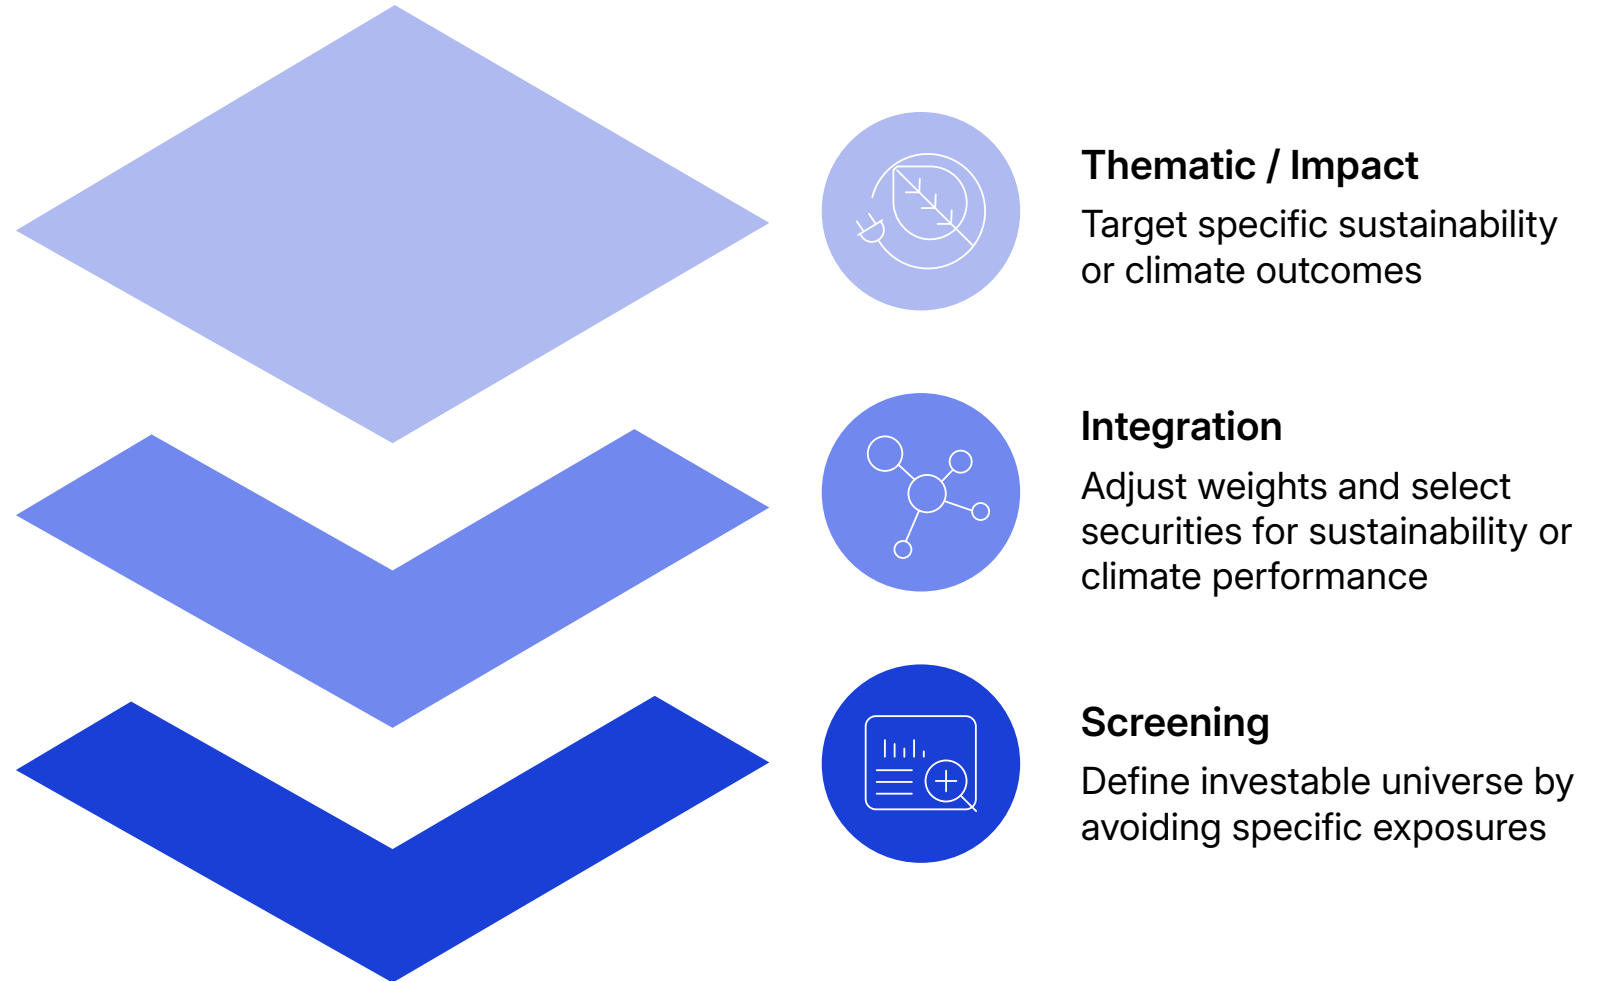 Thematic / Impact
Target specific sustainability
or climate outcomes
Integration
Adjust weights and select
securities for sustainability or
climate performance
Screening
Define investable universe by
avoiding specific exposures